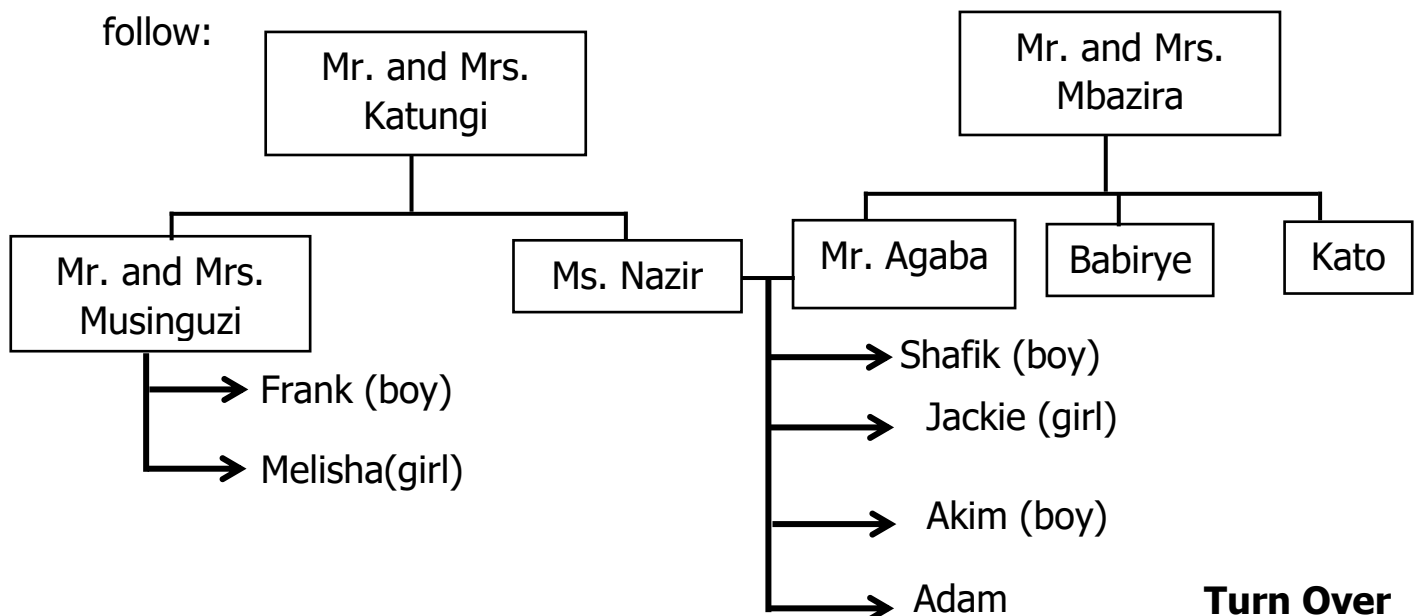 follow:
Mr. and Mrs.
Katungi
Mr. and Mrs.
Mbazira
Mr. and Mrs.
Musinguzi
Ms. Nazir
Mr. Agaba
Babirye
Kato
Frank (boy)
Melisha(girl)
Shafik (boy)
Jackie (girl)
Akim (boy)
Adam
Turn Over